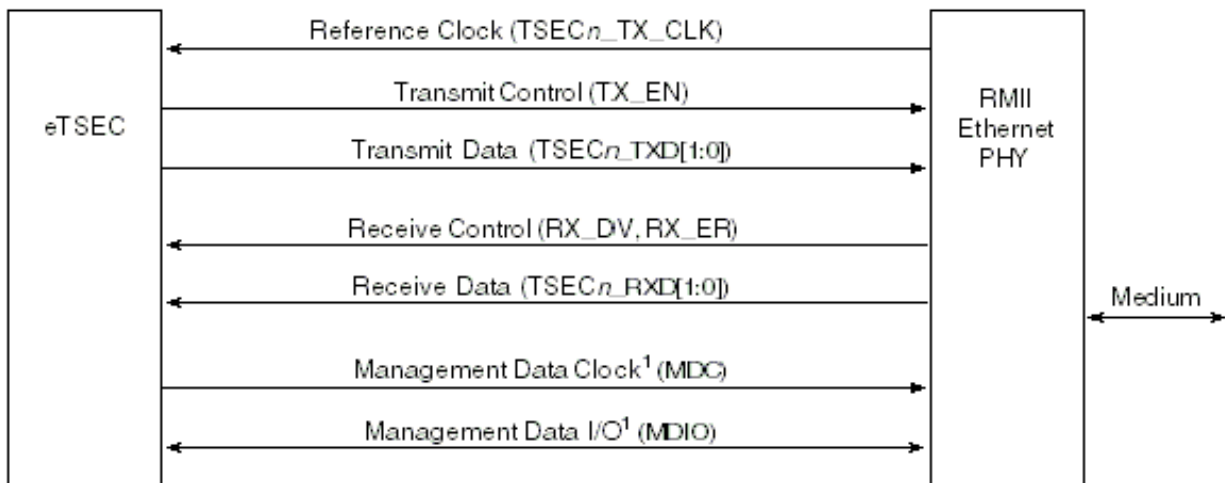 Reference Clock (TSECn_TX_CLK)
Transmit Control (TX_EN)
eTSEC
RMII
Ethernet
PHY
Transmit Data (TSECn_TXD[1:0])
Receive Control (RX_DV, RX_ER)
Receive Data (TSECn_RXD[1:0])
Medium
Management Data Clock¹ (MDC)
Management Data I/O¹ (MDIO)